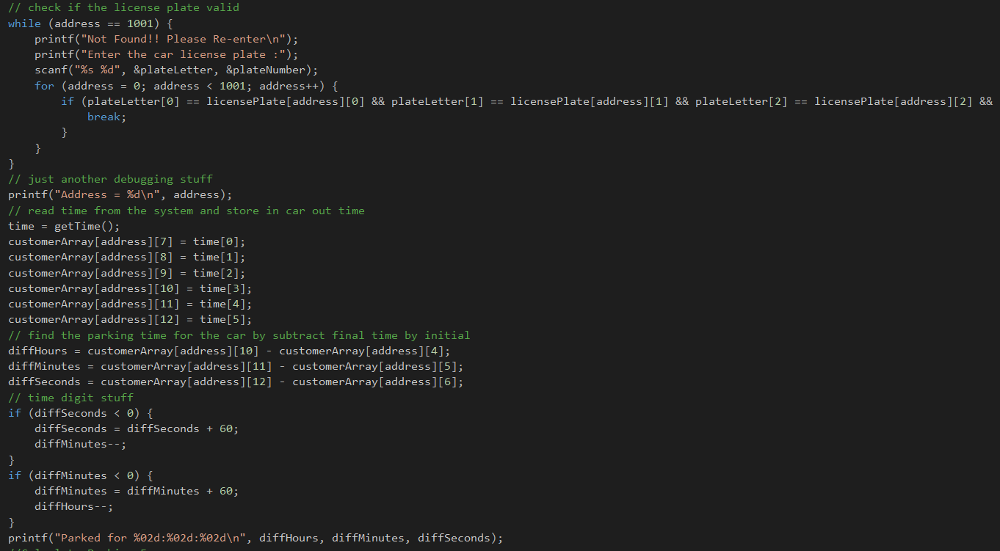 // check if the license plate valid
while (address == 1001) {
    printf("Not Found!! Please Re-enter\n");
    printf("Enter the car license plate :");
    scanf("%s %d", &plateLetter, &plateNumber);
    for (address = 0; address < 1001; address++) {
        if (plateLetter[0] == licensePlate[address][0] && plateLetter[1] == licensePlate[address][1] && plateLetter[2] == licensePlate[address][2] &&
            break;
        }
    }
}
// just another debugging stuff
printf("Address = %d\n", address);
// read time from the system and store in car out time
time = getTime();
customerArray[address][7] = time[0];
customerArray[address][8] = time[1];
customerArray[address][9] = time[2];
customerArray[address][10] = time[3];
customerArray[address][11] = time[4];
customerArray[address][12] = time[5];
// find the parking time for the car by subtract final time by initial
diffHours = customerArray[address][10] - customerArray[address][4];
diffMinutes = customerArray[address][11] - customerArray[address][5];
diffSeconds = customerArray[address][12] - customerArray[address][6];
// time digit stuff
if (diffSeconds < 0) {
    diffSeconds = diffSeconds + 60;
    diffMinutes--;
}
if (diffMinutes < 0) {
    diffMinutes = diffMinutes + 60;
    diffHours--;
}
printf("Parked for %02d:%02d:%02d\n", diffHours, diffMinutes, diffSeconds);